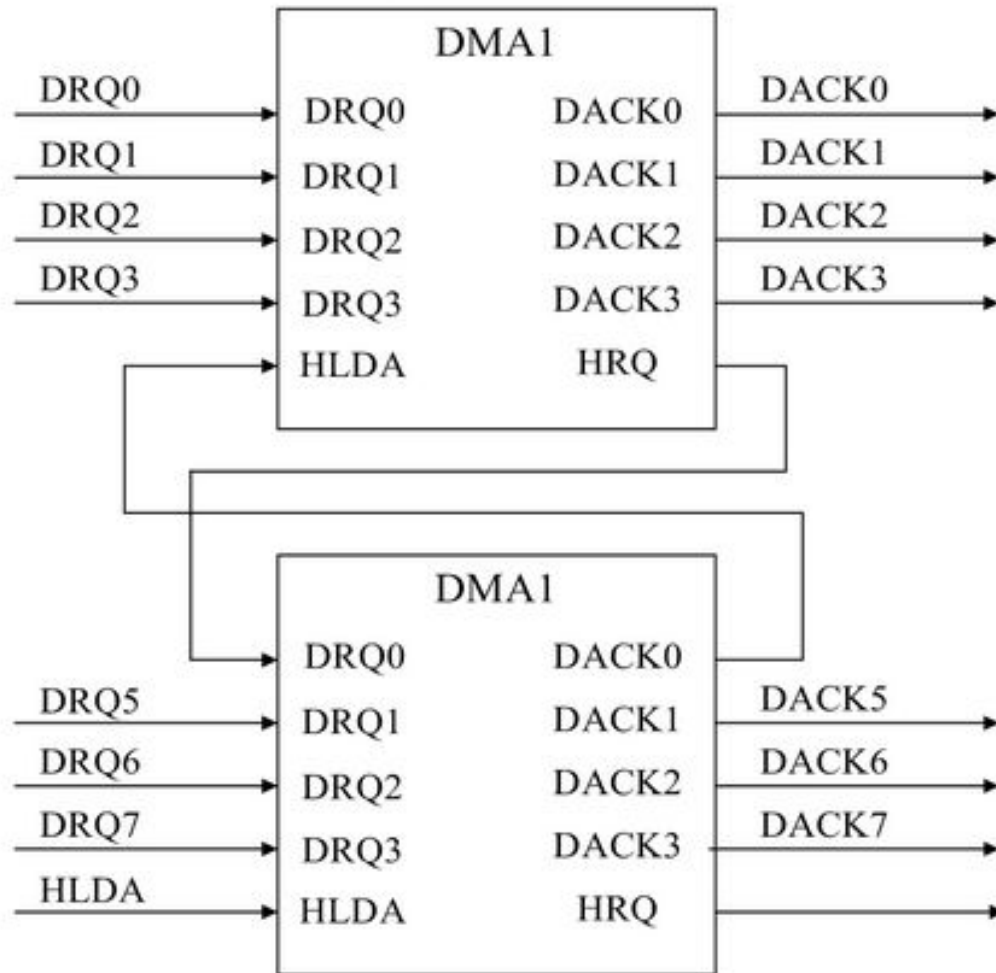 DMA1
DRQ0 DRQ0 DACK0 DACK0
DRQ1 DRQ1 DACK1 DACK1
DRQ2 DRQ2 DACK2 DACK2
DRQ3 DRQ3 DACK3 DACK3
HLDA HRQ
DMA1
DRQ0 DACK0
DRQ5 DRQ1 DACK1 DACK5
DRQ6 DRQ2 DACK2 DACK6
DRQ7 DRQ3 DACK3 DACK7
HLDA HLDA HRQ